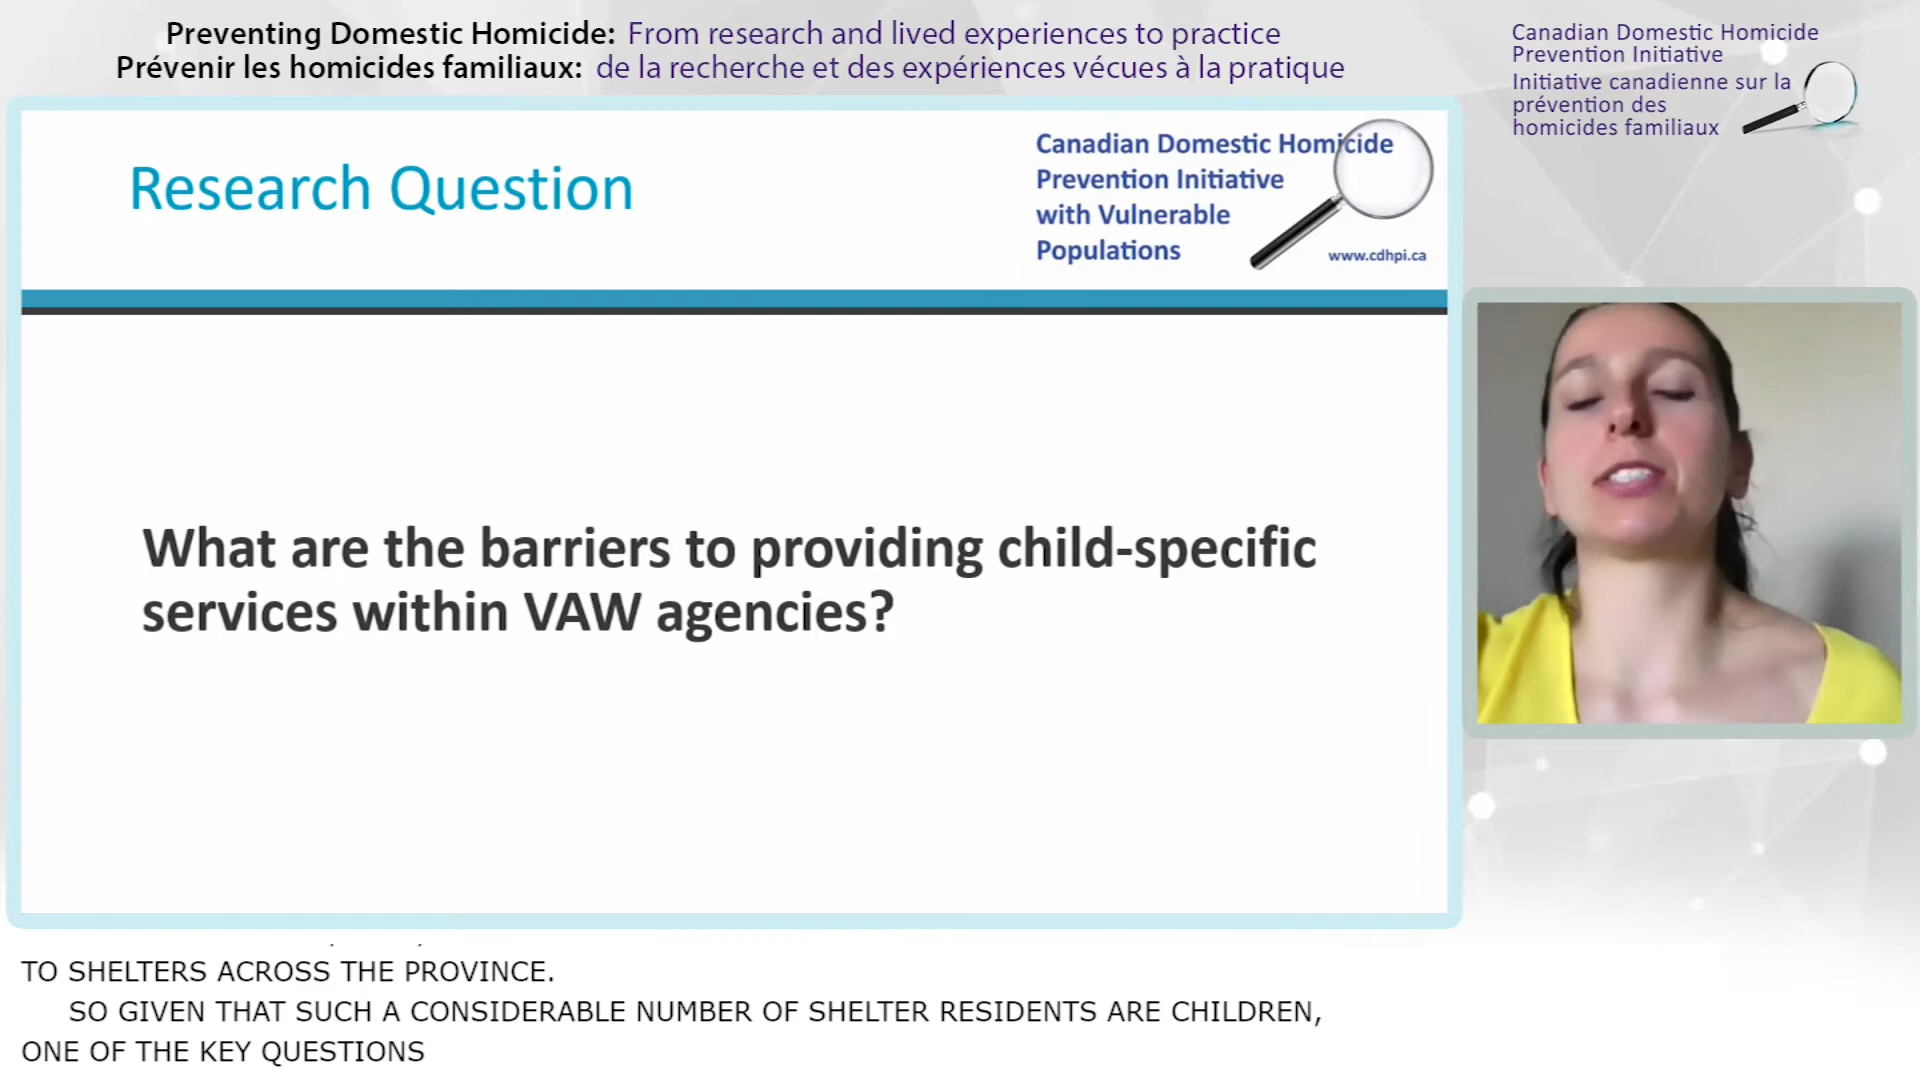 Preventing Domestic Homicide: From research and lived experiences to practice
Prévenir les homicides familiaux: de la recherche et des expériences vécues à la pratique
Canadian Domestic Homicide
Prevention Initiative
Initiative canadienne sur la
prévention des
homicides familiaux
Research Question
Canadian Domestic Homicide
Prevention Initiative
with Vulnerable
Populations
www.cdhpi.ca
What are the barriers to providing child-specific
services within VAW agencies?
TO SHELTERS ACROSS THE PROVINCE.
SO GIVEN THAT SUCH A CONSIDERABLE NUMBER OF SHELTER RESIDENTS ARE CHILDREN,
ONE OF THE KEY QUESTIONS